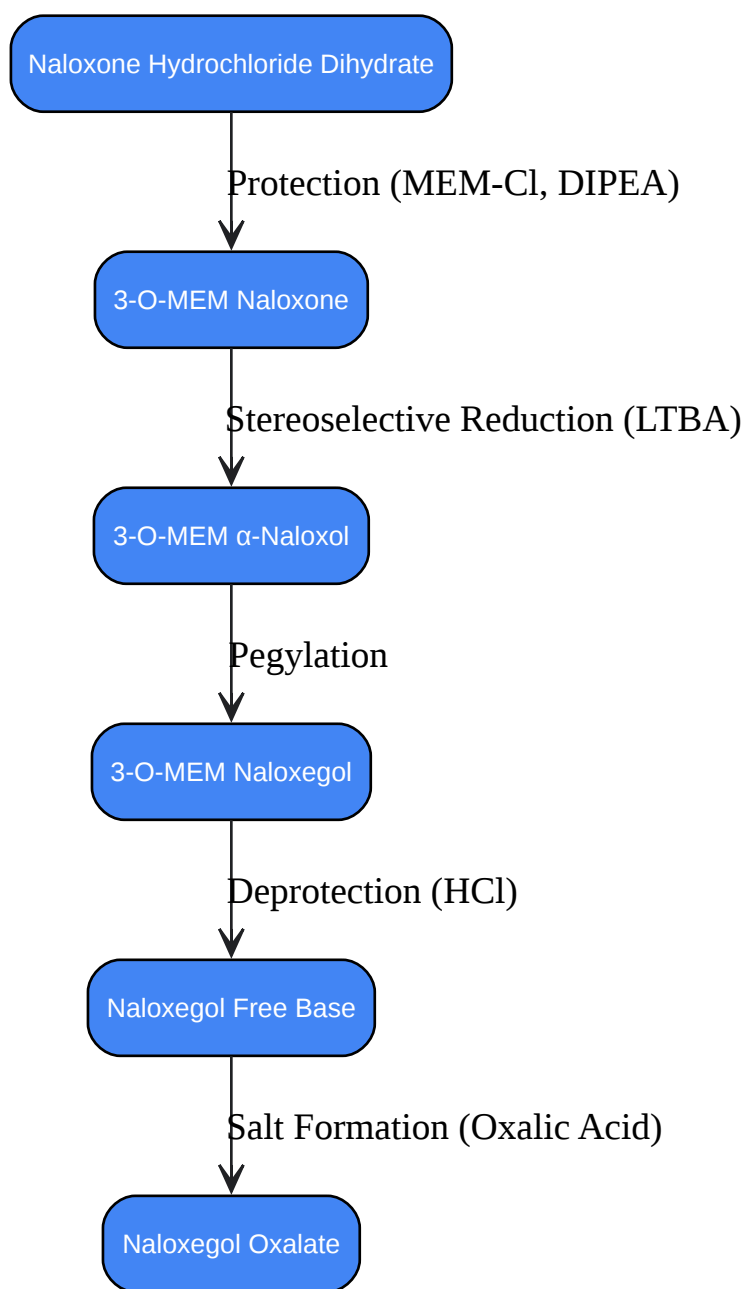 Naloxone Hydrochloride Dihydrate
Protection (MEM-Cl, DIPEA)
3-O-MEM Naloxone
Stereoselective Reduction (LTBA)
3-O-MEM α-Naloxol
Pegylation
3-O-MEM Naloxegol
Deprotection (HCl)
Naloxegol Free Base
Salt Formation (Oxalic Acid)
Naloxegol Oxalate